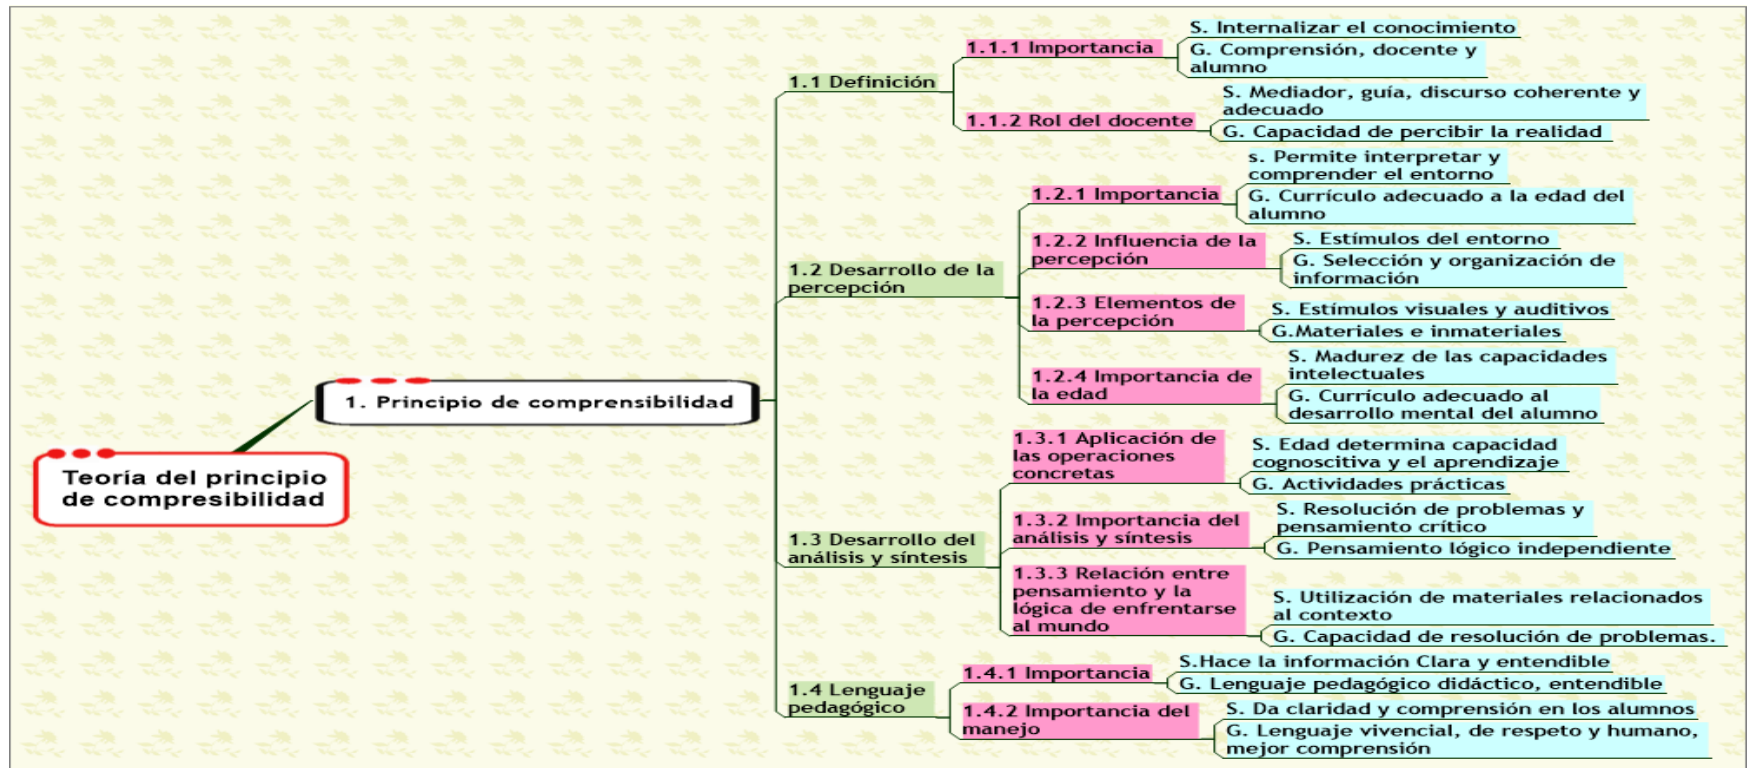 Teoría del principio
de compresibilidad
1. Principio de comprensibilidad
1.1 Definición
1.1.1 Importancia
S. Internalizar el conocimiento
G. Comprensión, docente y
alumno
1.1.2 Rol del docente
S. Mediador, guía, discurso coherente y
adecuado
G. Capacidad de percibir la realidad
1.2 Desarrollo de la
percepción
1.2.1 Importancia
s. Permite interpretar y
comprender el entorno
G. Currículo adecuado a la edad del
alumno
1.2.2 Influencia de la
percepción
S. Estímulos del entorno
G. Selección y organización de
información
1.2.3 Elementos de
la percepción
S. Estímulos visuales y auditivos
G.Materiales e inmateriales
1.2.4 Importancia de
la edad
S. Madurez de las capacidades
intelectuales
G. Currículo adecuado al
desarrollo mental del alumno
1.3 Desarrollo del
análisis y síntesis
1.3.1 Aplicación de
las operaciones
concretas
S. Edad determina capacidad
cognoscitiva y el aprendizaje
G. Actividades prácticas
1.3.2 Importancia del
análisis y síntesis
S. Resolución de problemas y
pensamiento crítico
G. Pensamiento lógico independiente
1.3.3 Relación entre
pensamiento y la
lógica de enfrentarse
al mundo
S. Utilización de materiales relacionados
al contexto
G. Capacidad de resolución de problemas.
1.4 Lenguaje
pedagógico
1.4.1 Importancia
S.Hace la información Clara y entendible
G. Lenguaje pedagógico didáctico, entendible
1.4.2 Importancia del
manejo
S. Da claridad y comprensión en los alumnos
G. Lenguaje vivencial, de respeto y humano,
mejor comprensión